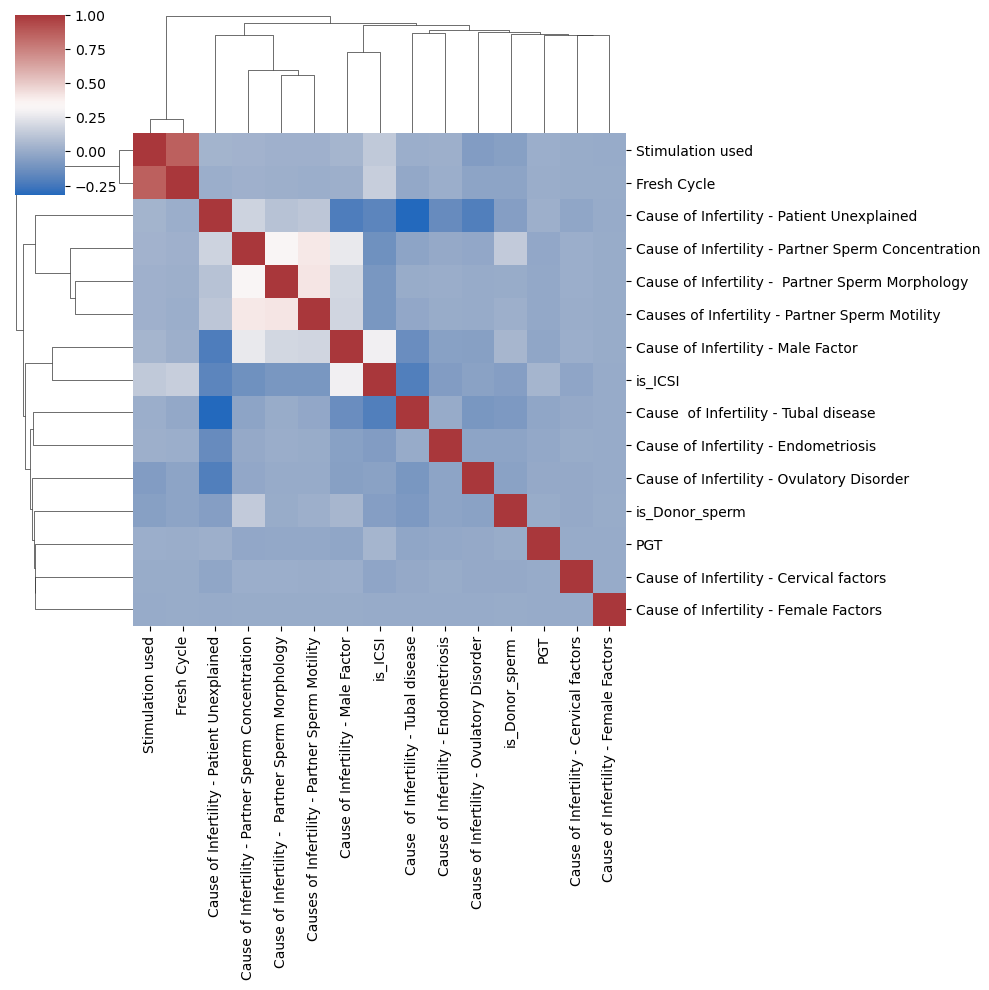 1.00
0.75
0.50
0.25
0.00
−0.25
Stimulation used
Fresh Cycle
Cause of Infertility - Patient Unexplained
Cause of Infertility - Partner Sperm Concentration
Cause of Infertility -  Partner Sperm Morphology
Causes of Infertility - Partner Sperm Motility
Cause of Infertility - Male Factor
is_ICSI
Cause  of Infertility - Tubal disease
Cause of Infertility - Endometriosis
Cause of Infertility - Ovulatory Disorder
is_Donor_sperm
PGT
Cause of Infertility - Cervical factors
Cause of Infertility - Female Factors
Stimulation used
Fresh Cycle
Cause of Infertility - Patient Unexplained
Cause of Infertility - Partner Sperm Concentration
Cause of Infertility -  Partner Sperm Morphology
Causes of Infertility - Partner Sperm Motility
Cause of Infertility - Male Factor
is_ICSI
Cause  of Infertility - Tubal disease
Cause of Infertility - Endometriosis
Cause of Infertility - Ovulatory Disorder
is_Donor_sperm
PGT
Cause of Infertility - Cervical factors
Cause of Infertility - Female Factors